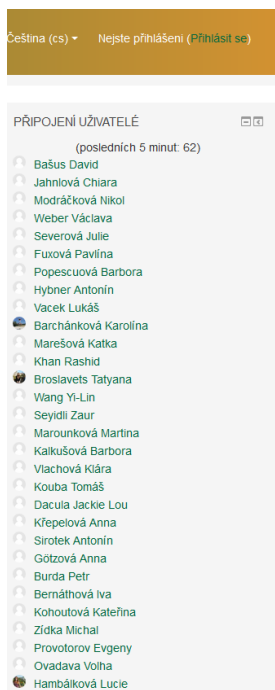 Čeština (cs) Nejste přihlášeni (Přihlásit se)
PŘIPOJENÍ UŽIVATELÉ
(posledních 5 minut: 62)
Bašus David
Jahnlová Chiara
Modráčková Nikol
Weber Václava
Severová Julie
Fuxová Pavlína
Popescuová Barbora
Hybner Antonín
Vacek Lukáš
Barchánková Karolína
Marešová Katka
Khan Rashid
Broslavets Tatyana
Wang Yi-Lin
Seyidli Zaur
Marounková Martina
Kalkušová Barbora
Vlachová Klára
Kouba Tomáš
Dacula Jackie Lou
Křepelová Anna
Sirotek Antonín
Götzová Anna
Burda Petr
Bernáthová Iva
Kohoutová Kateřina
Zídka Michal
Provotorov Evgeny
Ovadava Volha
Hambálková Lucie